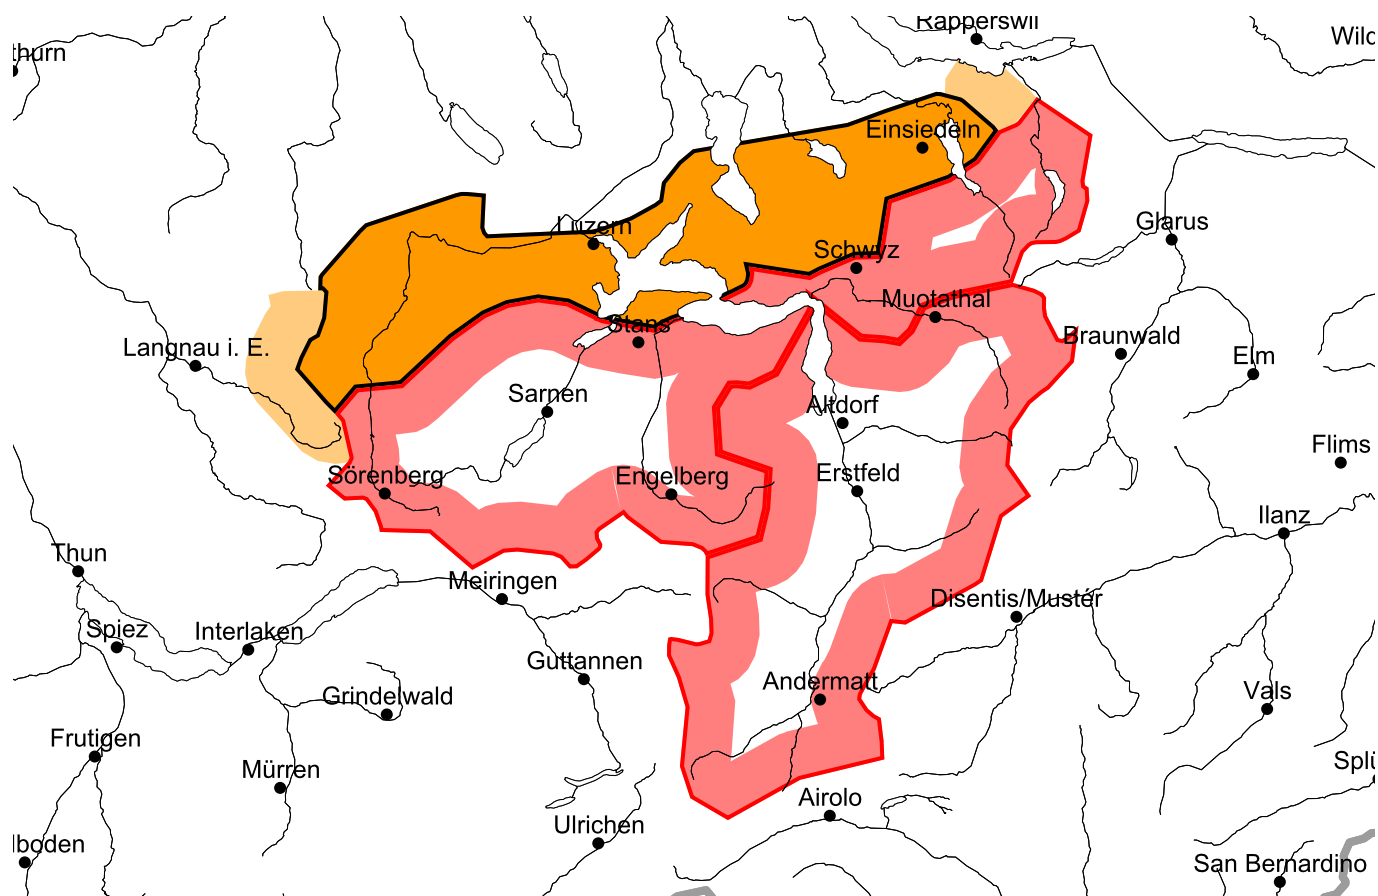 Rapperswil
thurn
Wild
Einsiedeln
Glarus
Luzern
Schwyz
Muotathal
Stans
Braunwald
Langnau i. E.
Elm
Sarnen
Altdorf
Flims
Sörenberg
Engelberg
Erstfeld
Ilanz
Thun
Meiringen
Disentis/Mustér
Spiez
Interlaken
Guttannen
Andermatt
Vals
Grindelwald
Frutigen
Mürren
Splü
Airolo
Ulrichen
lboden
San Bernardino